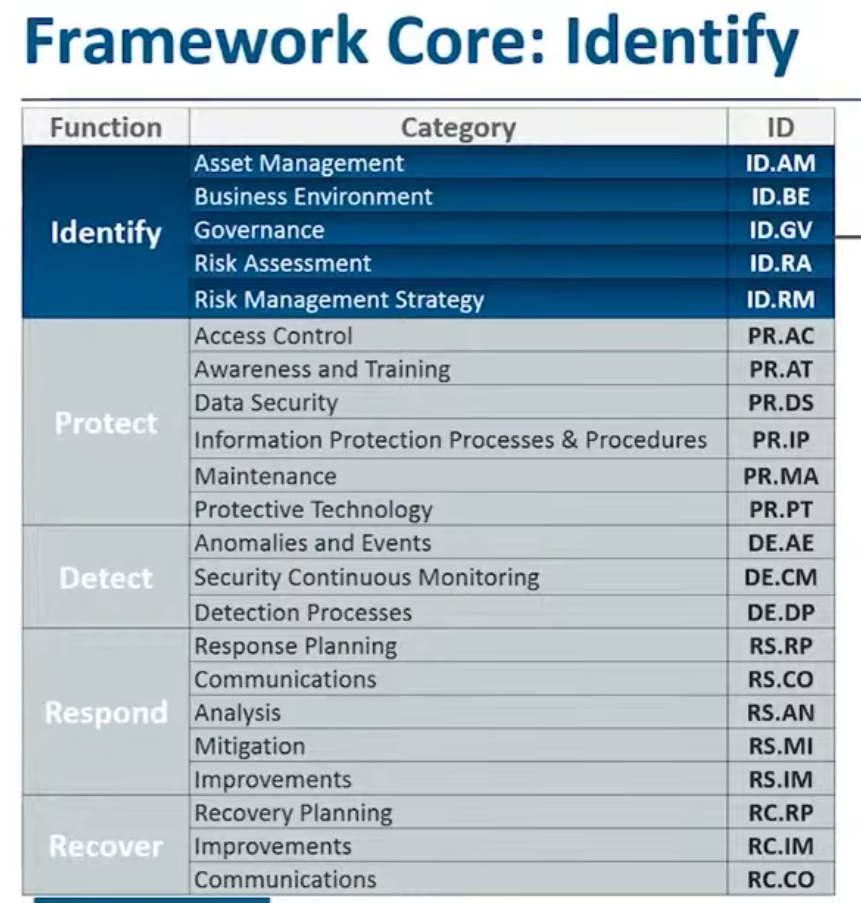 Framework Core: Identify
Function Category ID
Identify
Asset Management ID.AM
Business Environment ID.BE
Governance ID.GV
Risk Assessment ID.RA
Risk Management Strategy ID.RM
Protect
Access Control PR.AC
Awareness and Training PR.AT
Data Security PR.DS
Information Protection Processes & Procedures PR.IP
Maintenance PR.MA
Protective Technology PR.PT
Detect
Anomalies and Events DE.AE
Security Continuous Monitoring DE.CM
Detection Processes DE.DP
Respond
Response Planning RS.RP
Communications RS.CO
Analysis RS.AN
Mitigation RS.MI
Improvements RS.IM
Recover
Recovery Planning RC.RP
Improvements RC.IM
Communications RC.CO